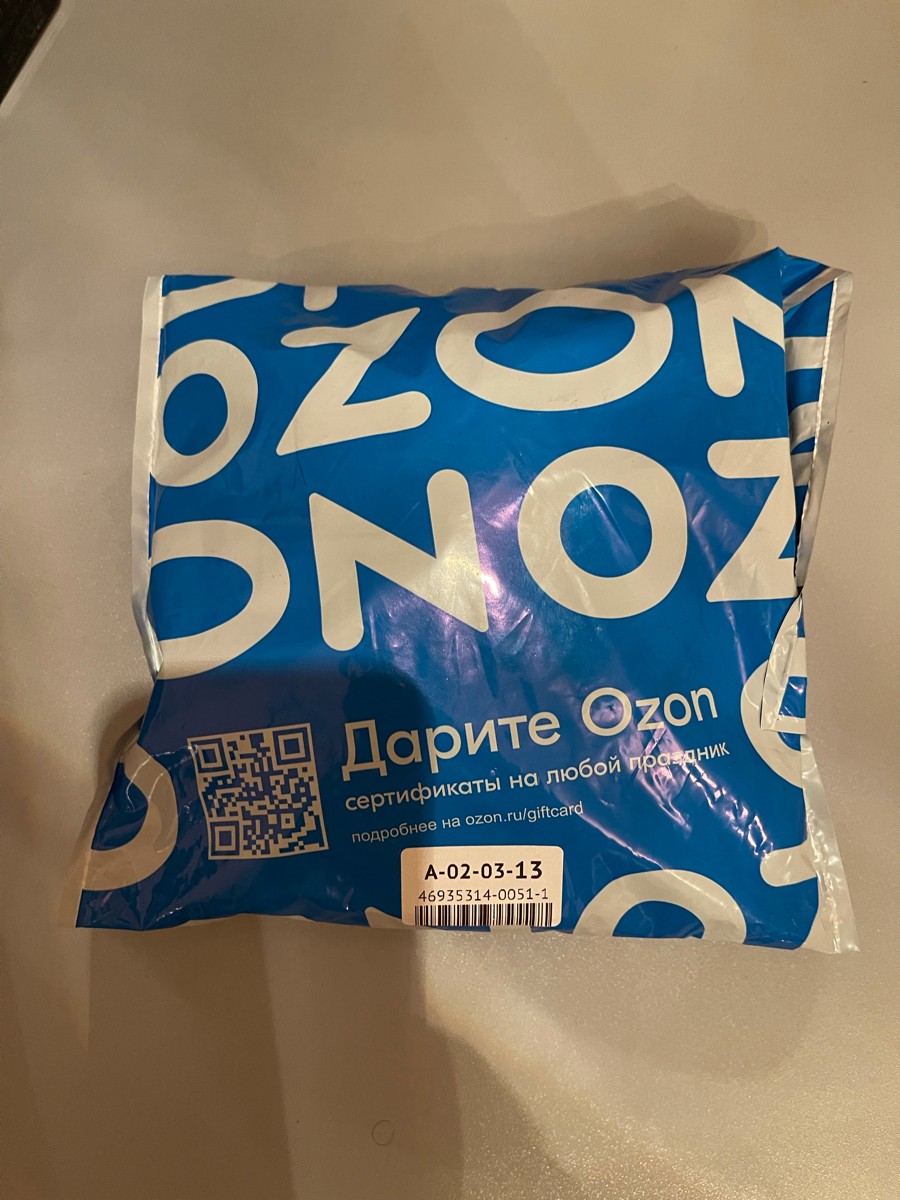 OZON
OZON
ONOZ
Дарите Ozon
сертификаты на любой праздник
подробнее на ozon.ru/giftcard
A-02-03-13
46935314-0051-1